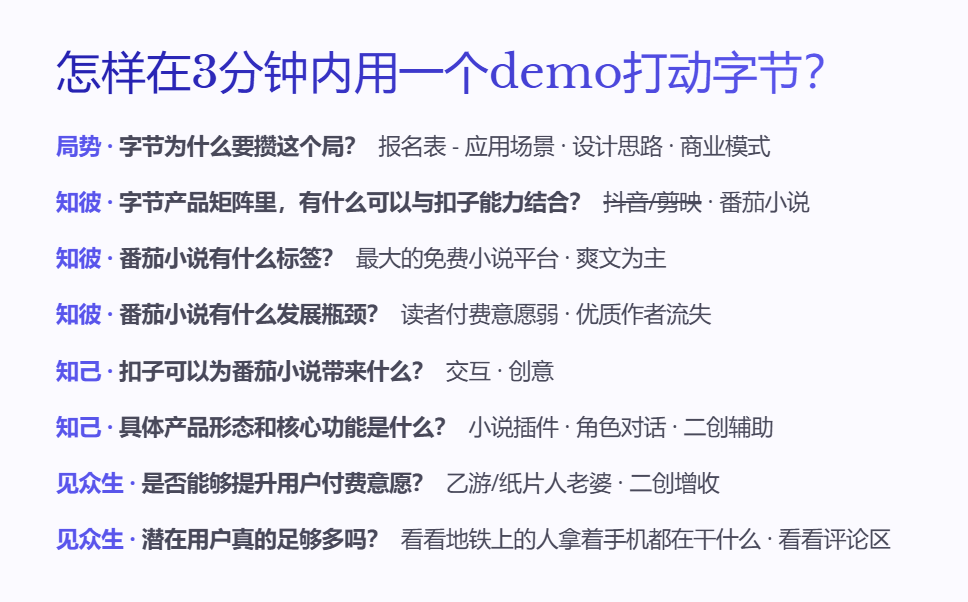 怎样在3分钟内用一个demo打动字节？
局势 · 字节为什么要攒这个局？ 报名表 - 应用场景 · 设计思路 · 商业模式
知彼 · 字节产品矩阵里，有什么可以与扣子能力结合？ 抖音/剪映 · 番茄小说
知彼 · 番茄小说有什么标签？ 最大的免费小说平台 · 爽文为主
知彼 · 番茄小说有什么发展瓶颈？ 读者付费意愿弱 · 优质作者流失
知己 · 扣子可以为番茄小说带来什么？ 交互 · 创意
知己 · 具体产品形态和核心功能是什么？ 小说插件 · 角色对话 · 二创辅助
见众生 · 是否能够提升用户付费意愿？ 乙游/纸片人老婆 · 二创增收
见众生 · 潜在用户真的足够多吗？ 看看地铁上的人拿着手机都在干什么 · 看看评论区